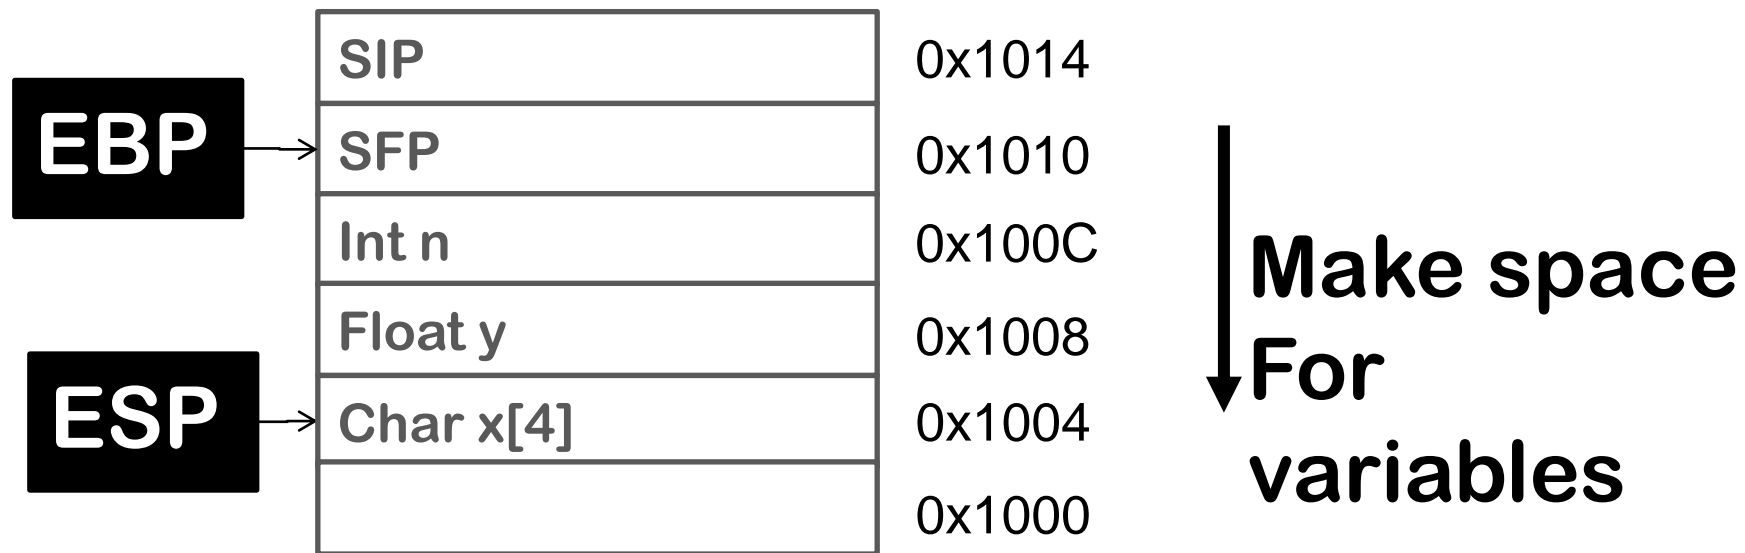 SIP 0x1014
EBP
SFP 0x1010
Int n 0x100C
Make space
Float y 0x1008
For
ESP
Char x[4] 0x1004
variables
0x1000